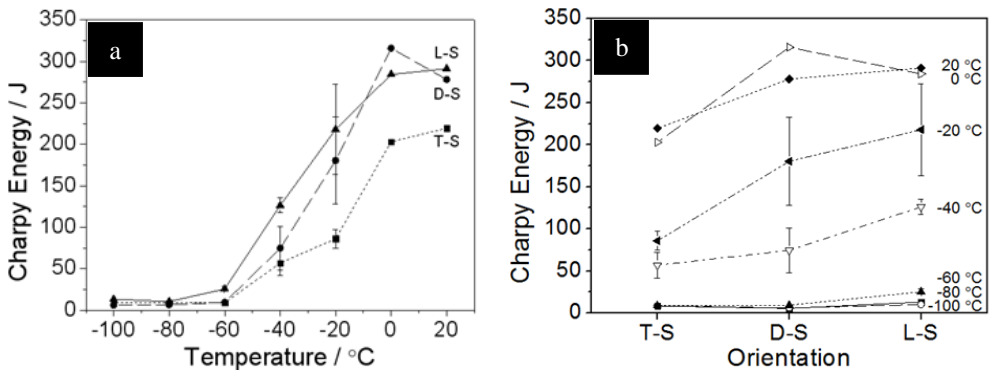 a
350
300
250
200
150
100
50
0
Charpy Energy / J
-100 -80 -60 -40 -20 0 20
Temperature / °C
L-S
D-S
T-S
b
350
300
250
200
150
100
50
0
Charpy Energy / J
T-S D-S L-S
Orientation
20 °C
0 °C
-20 °C
-40 °C
-60 °C
-80 °C
-100 °C